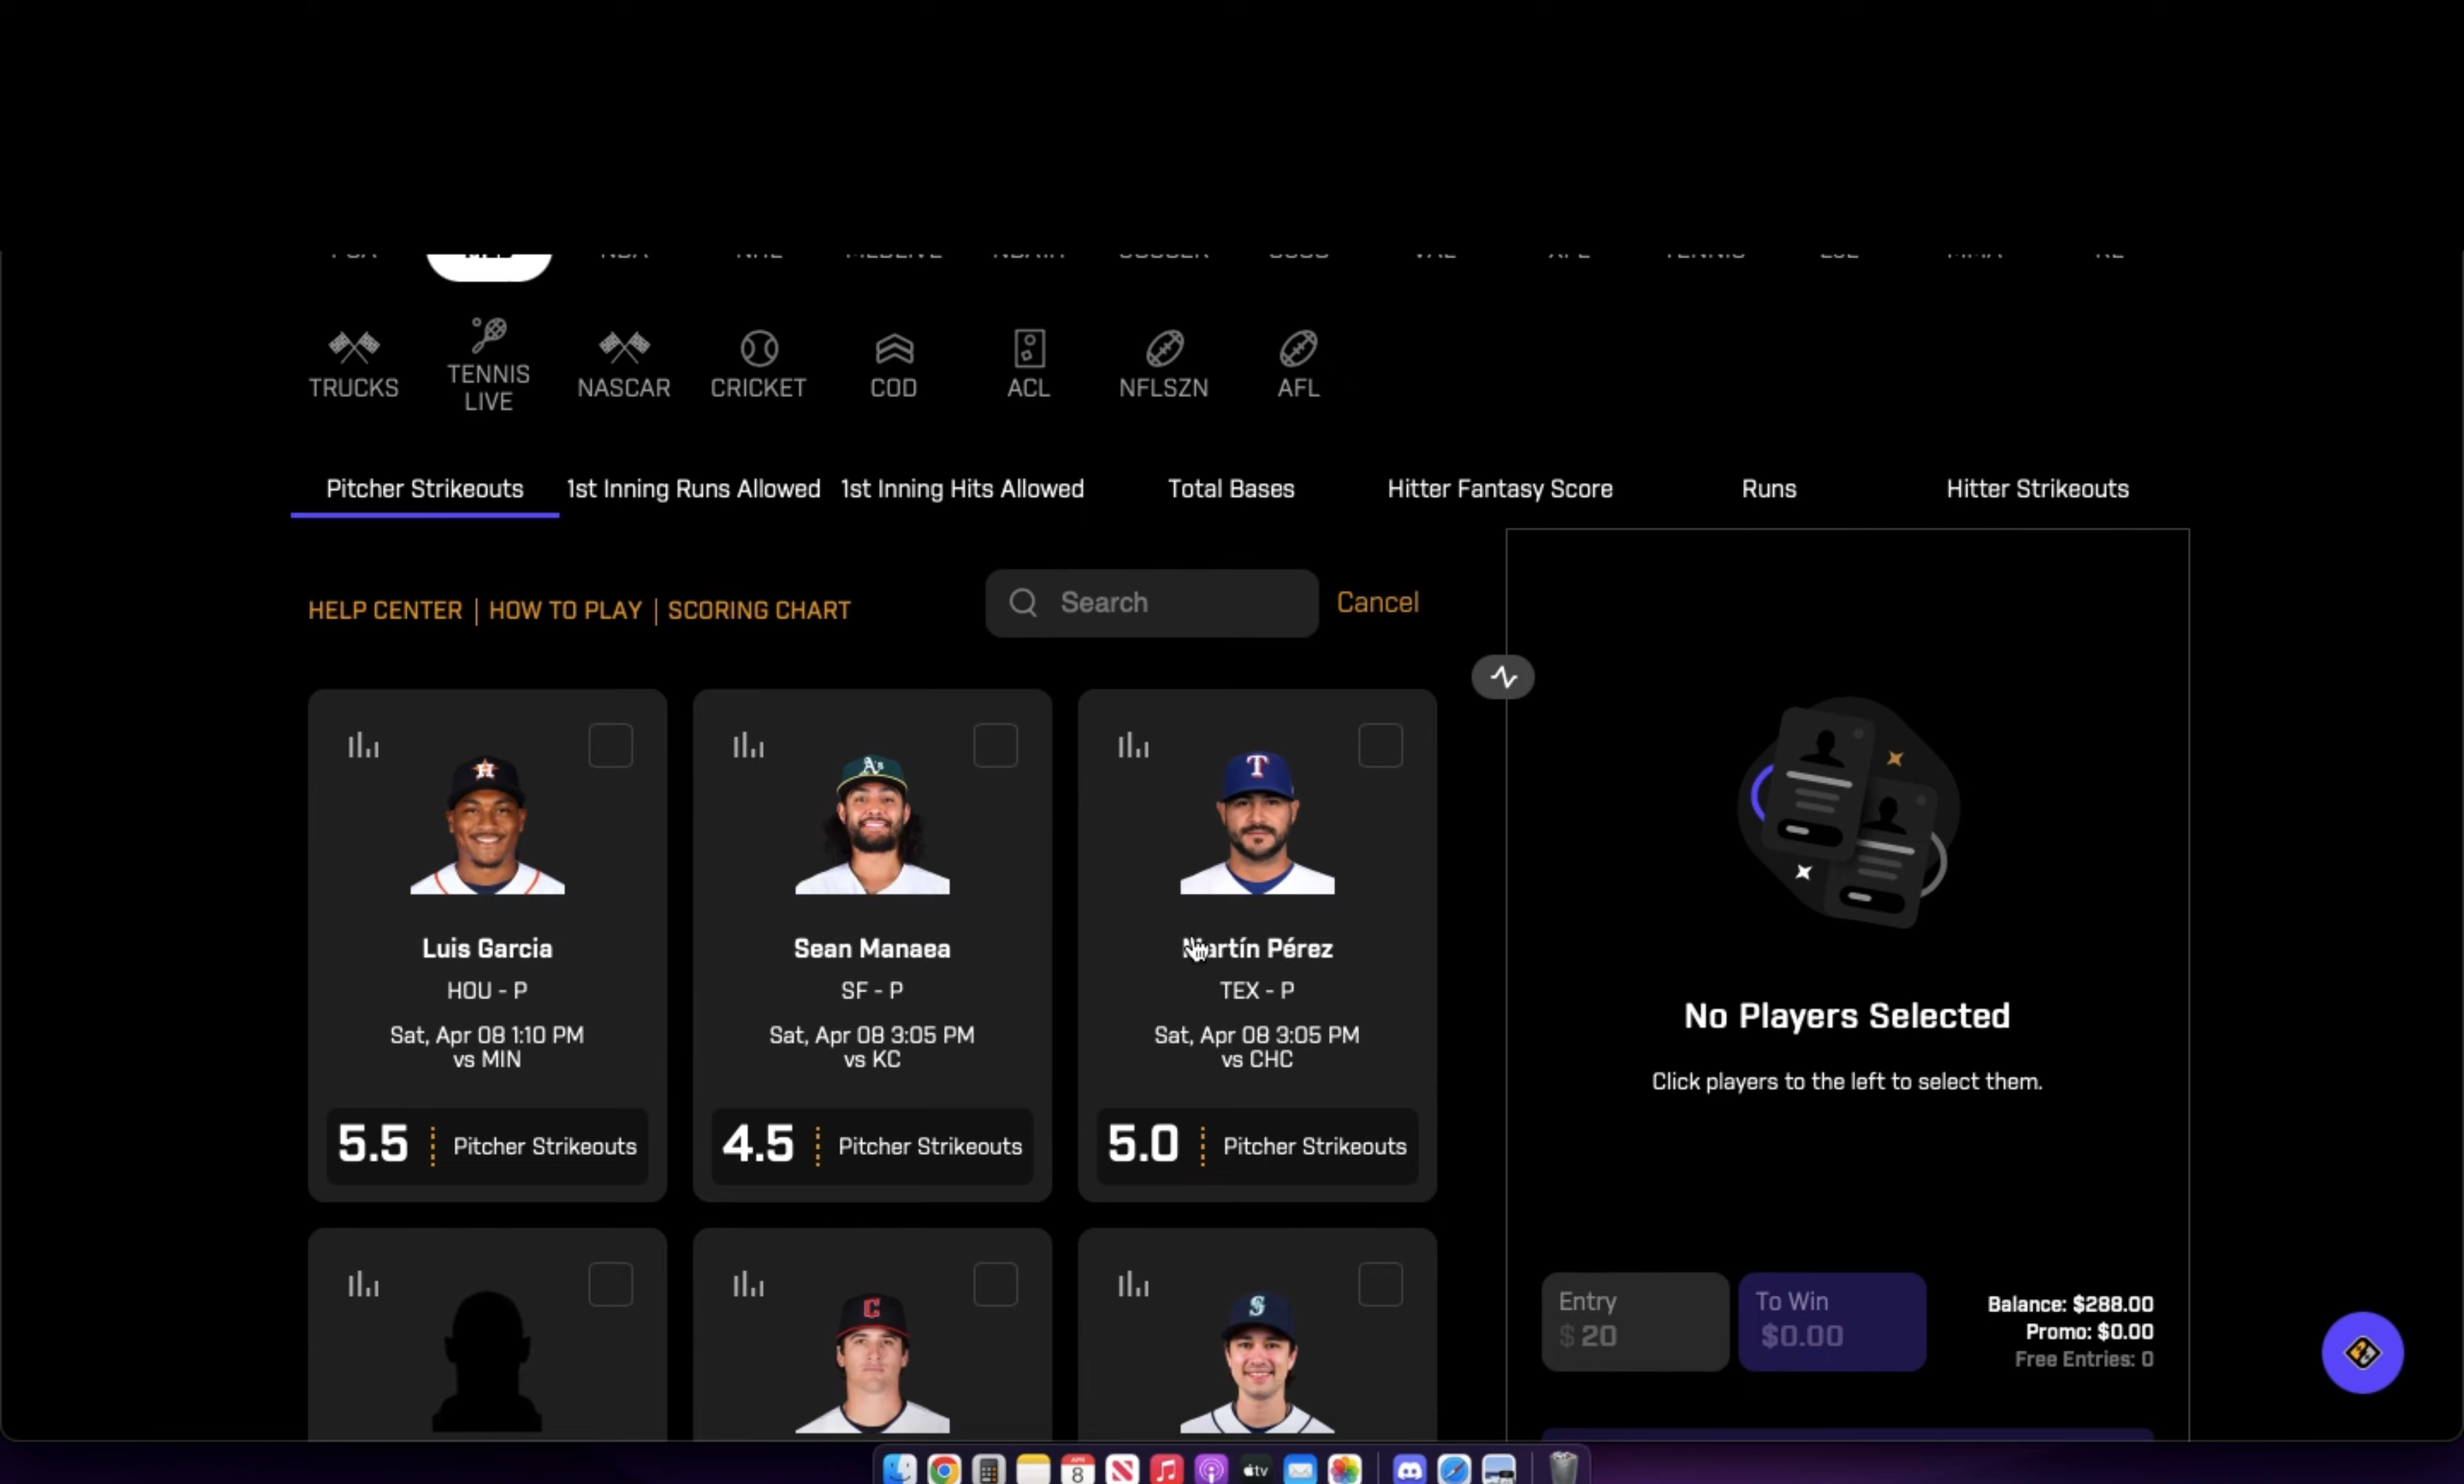 MLB
TRUCKS
TENNIS
LIVE
NASCAR
CRICKET
COD
ACL
NFLSZN
AFL
Pitcher Strikeouts
1st Inning Runs Allowed
1st Inning Hits Allowed
Total Bases
Hitter Fantasy Score
Runs
Hitter Strikeouts
HELP CENTER | HOW TO PLAY | SCORING CHART
Search
Cancel
Luis Garcia
HOU - P
Sat, Apr 08 1:10 PM
vs MIN
5.5 Pitcher Strikeouts
A's
Sean Manaea
SF - P
Sat, Apr 08 3:05 PM
vs KC
4.5 Pitcher Strikeouts
T
Martín Pérez
TEX - P
Sat, Apr 08 3:05 PM
vs CHC
5.0 Pitcher Strikeouts
H
C
S
No Players Selected
Click players to the left to select them.
Entry
$ 20
To Win
$0.00
Balance: $288.00
Promo: $0.00
Free Entries: 0
APR
8
tv